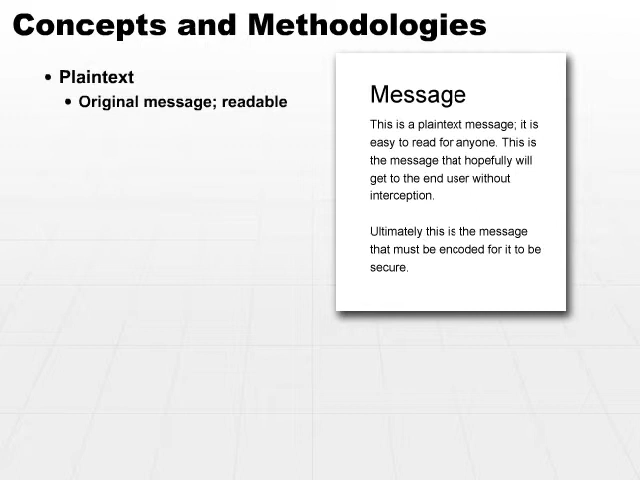 Concepts and Methodologies
• Plaintext
• Original message; readable
Message
This is a plaintext message; it is
easy to read for anyone. This is
the message that hopefully will
get to the end user without
interception.
Ultimately this is the message
that must be encoded for it to be
secure.